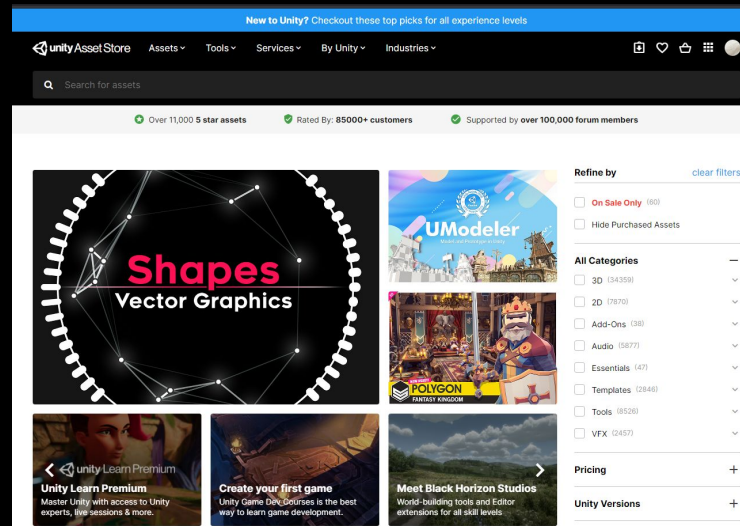 New to Unity? Checkout these top picks for all experience levels
unity Asset Store Assets Tools Services By Unity Industries
Search for assets
Over 11,000 5 star assets Rated By: 85000+ customers Supported by over 100,000 forum members
Shapes
Vector Graphics
UModeler
POLYGON
FANTASY KINGDOM
Refine by clear filters
On Sale Only (60)
Hide Purchased Assets
All Categories
3D (34359)
2D (7870)
Add-Ons (38)
Audio (5877)
Essentials (47)
Templates (2846)
Tools (8526)
VFX (2457)
Pricing
Unity Versions
unity Learn Premium
Unity Learn Premium
Master Unity with access to Unity
experts, live sessions & more.
Create your first game
Unity Game Dev Courses is the best
way to learn game development.
Meet Black Horizon Studios
World-building tools and Editor
extensions for all skill levels